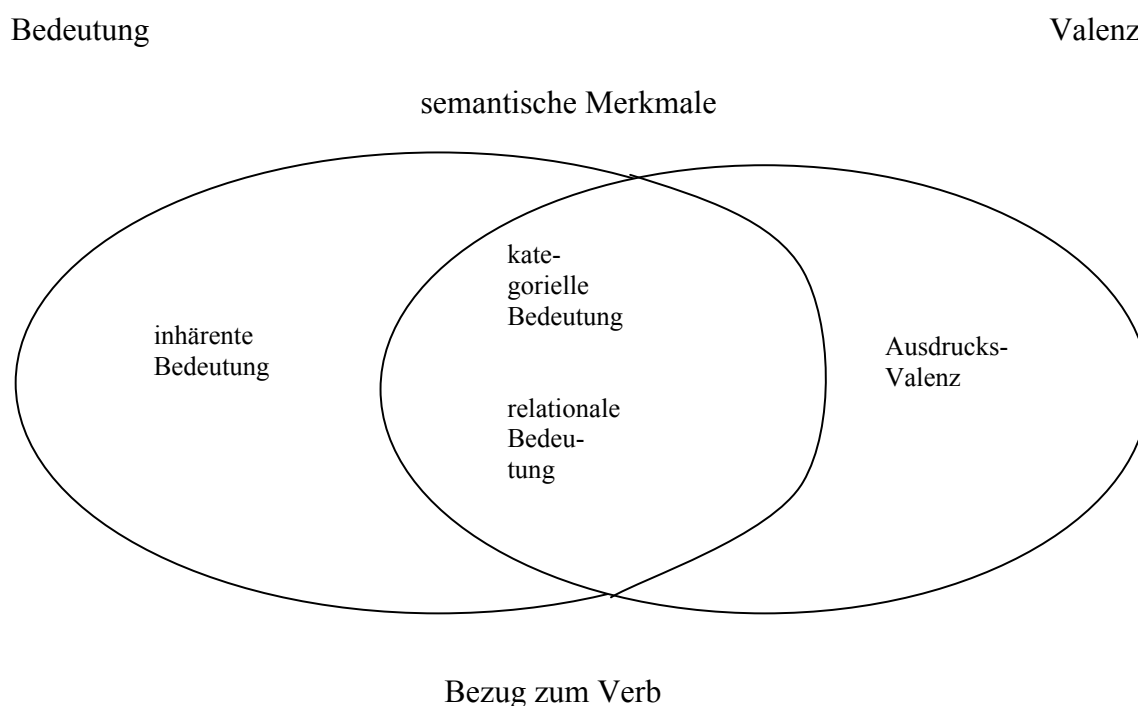 Bedeutung
Valenz
semantische Merkmale
inhärente
Bedeutung
kate-
gorielle
Bedeutung
relationale
Bedeu-
tung
Ausdrucks-
Valenz
Bezug zum Verb